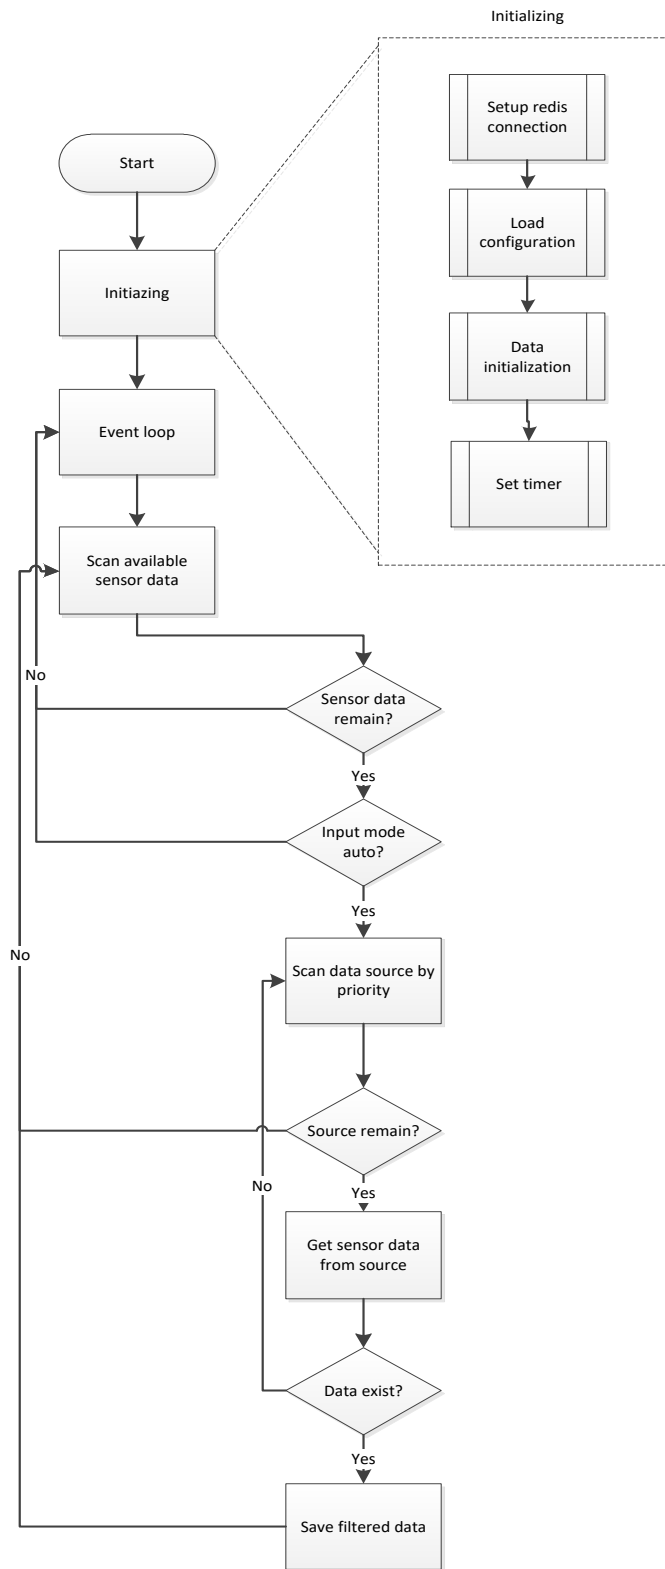 Initializing
Setup redis
connection
Start
Load
configuration
Initiazing
Data
initialization
Event loop
Set timer
Scan available
sensor data
No
Sensor data
remain?
Yes
Input mode
auto?
Yes
No
Scan data source by
priority
Source remain?
No
Yes
Get sensor data
from source
Data exist?
Yes
Save filtered data